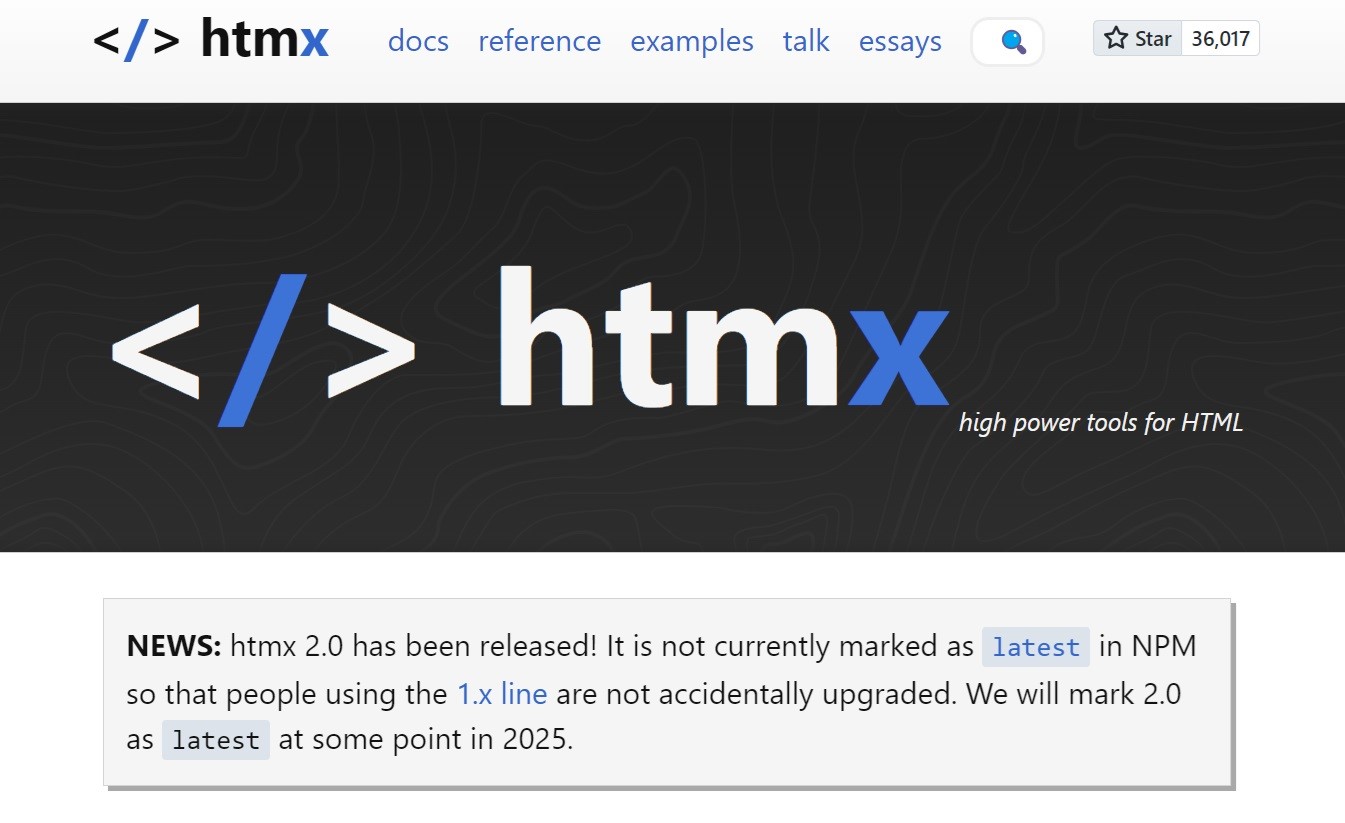 </> htmx docs reference examples talk essays Star 36,017
</> htmx
high power tools for HTML
NEWS: htmx 2.0 has been released! It is not currently marked as latest in NPM
so that people using the 1.x line are not accidentally upgraded. We will mark 2.0
as latest at some point in 2025.